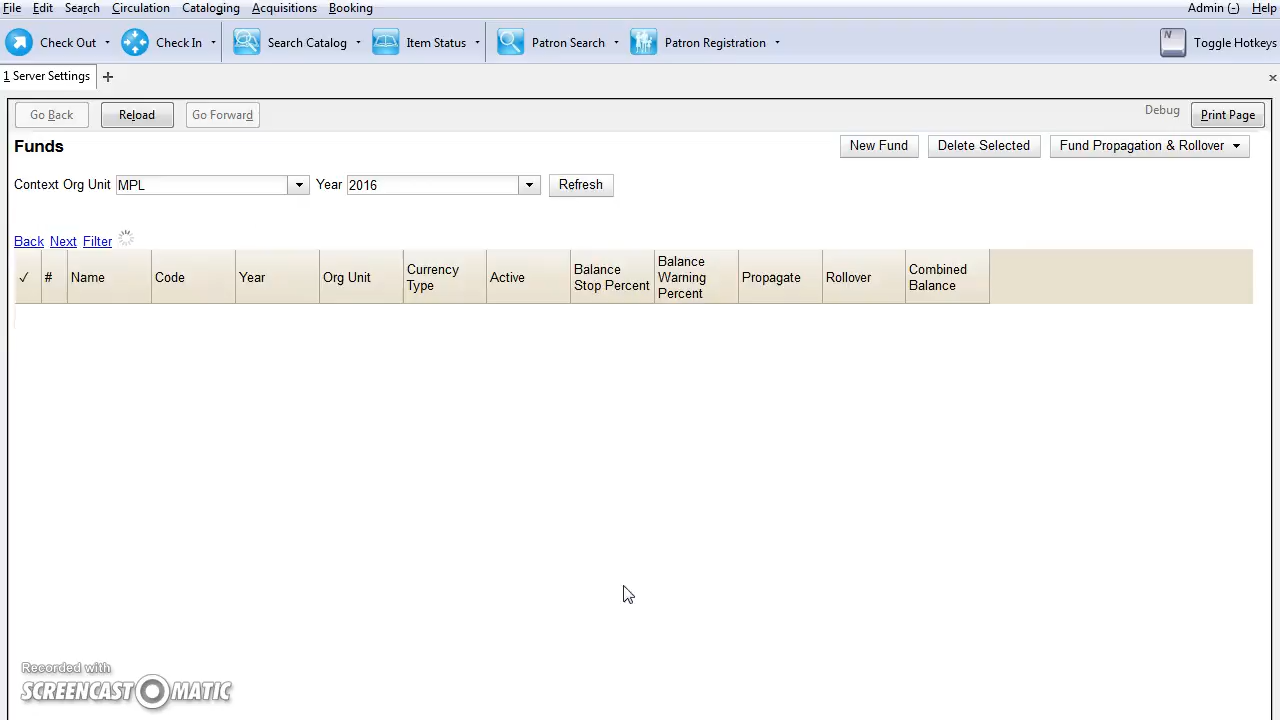 File Edit Search Circulation Cataloging Acquisitions Booking Admin (-) Help
Check Out Check In Search Catalog Item Status Patron Search Patron Registration N Toggle Hotkeys
1 Server Settings + ×
Go Back Reload Go Forward Debug Print Page
Funds New Fund Delete Selected Fund Propagation & Rollover
Context Org Unit MPL Year 2016 Refresh
Back Next Filter
✓ # Name Code Year Org Unit Currency Type Active Balance Stop Percent Balance Warning Percent Propagate Rollover Combined Balance
Recorded with
SCREENCAST MATIC